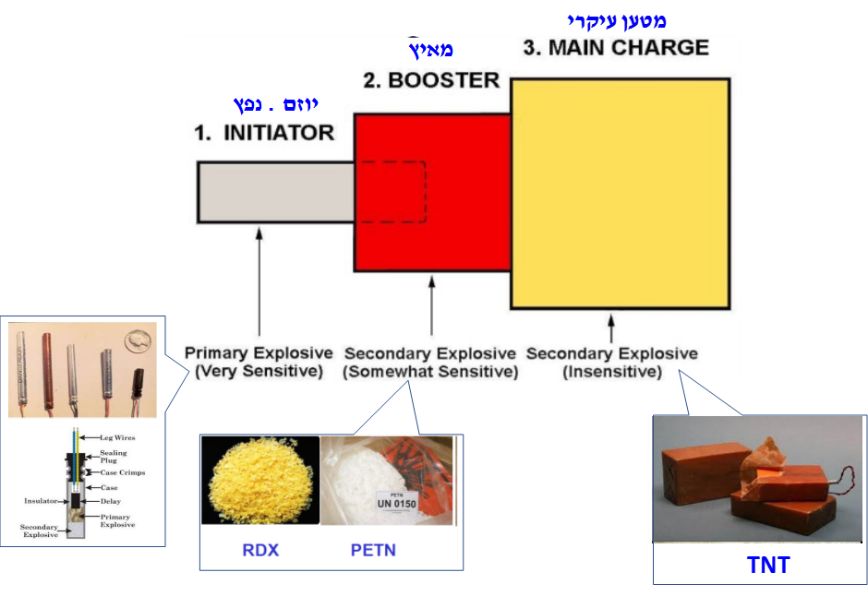 מטען עיקרי
3. MAIN CHARGE
מאיץ
2. BOOSTER
יוזם . נפץ
1. INITIATOR
Primary Explosive
(Very Sensitive)
Secondary Explosive
(Somewhat Sensitive)
Secondary Explosive
(Insensitive)
Leg Wires
Sealing
Plug
Case Crimps
Case
Insulator
Delay
Primary
Explosive
Secondary
Explosive
PETN
UN 0150
RDX
PETN
TNT